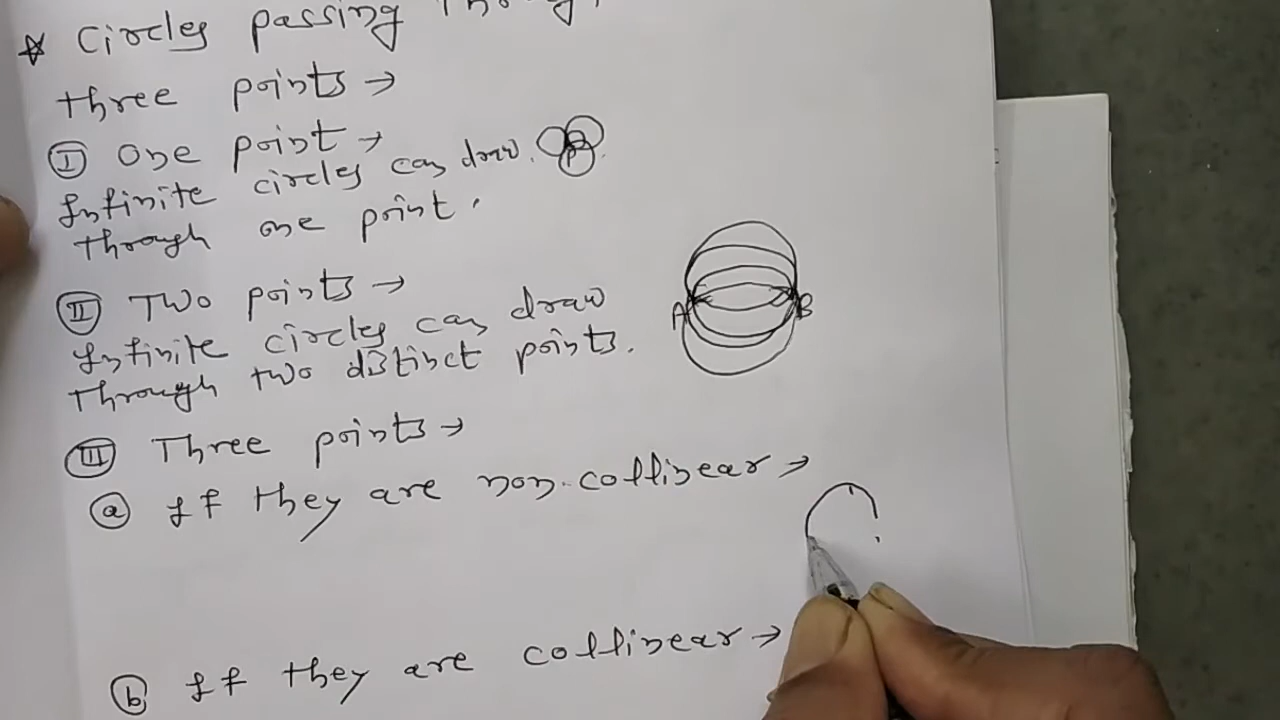 ☆ Circles passing
three points →
Ⓘ One point →
Infinite circles can draw.
through one point.
P
Ⓘⓘ Two points →
Infinite circles can draw
through two distinct points.
A B
Ⓘⓘⓘ Three points →
ⓐ If they are non-collinear →
ⓑ If they are collinear →